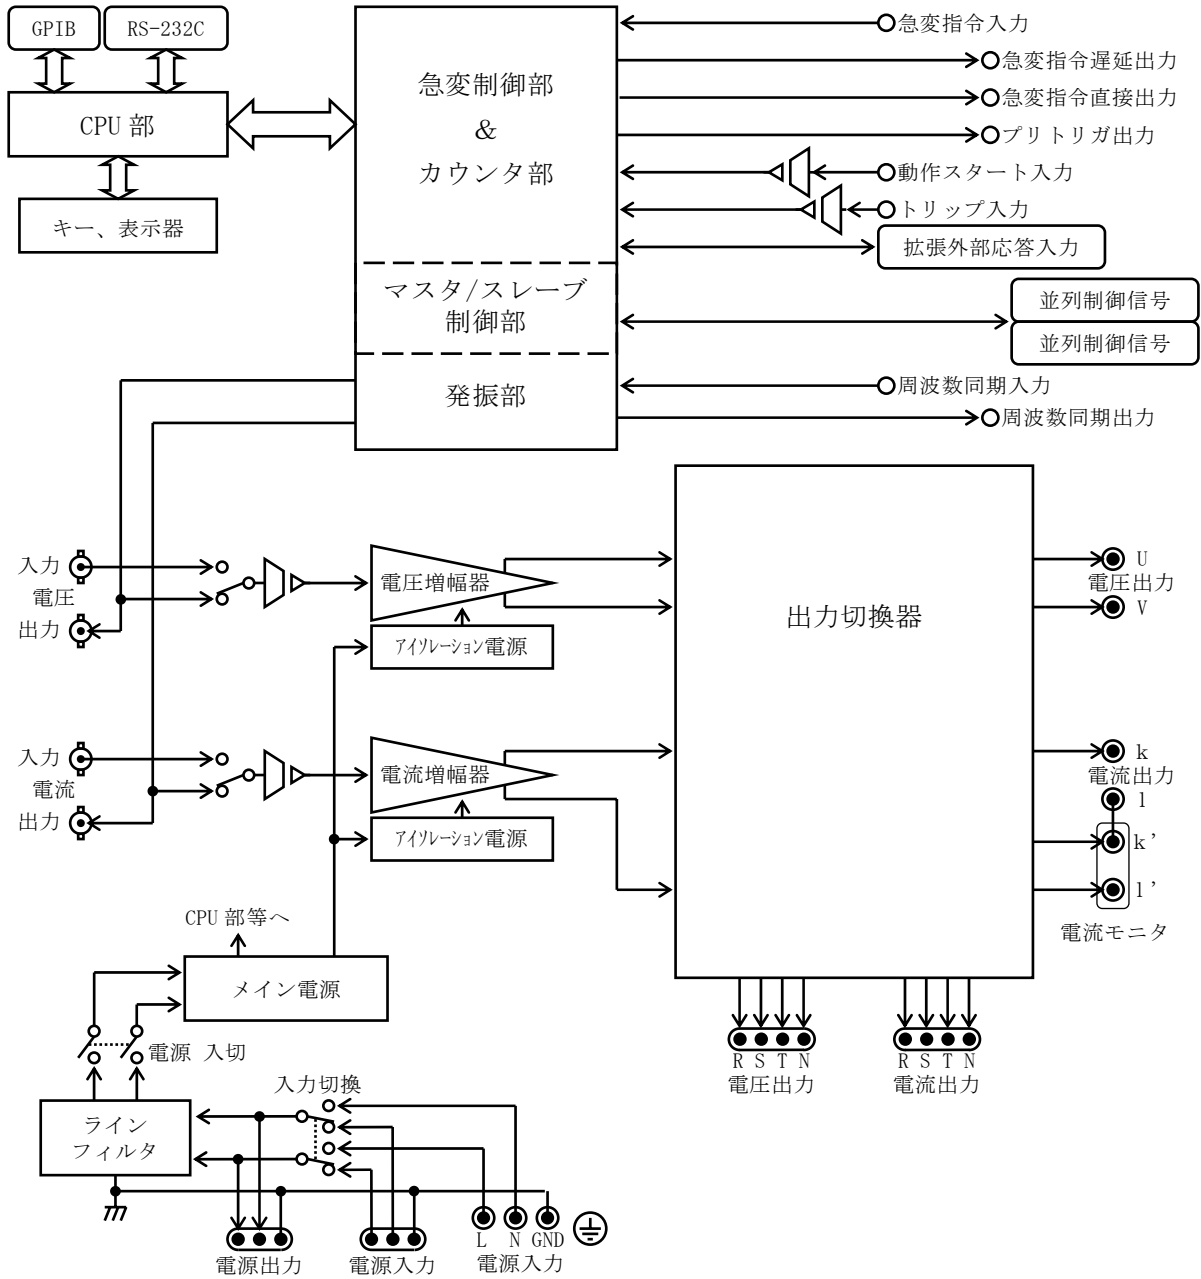 GPIB
RS-232C
CPU 部
キー、表示器
急変制御部
&
カウンタ部
マスタ/スレーブ
制御部
発振部
急変指令入力
急変指令遅延出力
急変指令直接出力
プリトリガ出力
動作スタート入力
トリップ入力
拡張外部応答入力
並列制御信号
並列制御信号
周波数同期入力
周波数同期出力
入力
電圧
出力
電圧増幅器
アイソレーション電源
入力
電流
出力
電流増幅器
アイソレーション電源
出力切換器
U
電圧出力
V
k
電流出力
l
k’
l’
電流モニタ
R S T N
電圧出力
R S T N
電流出力
CPU 部等へ
メイン電源
電源 入切
ライン
フィルタ
入力切換
電源出力
電源入力
L N GND
電源入力